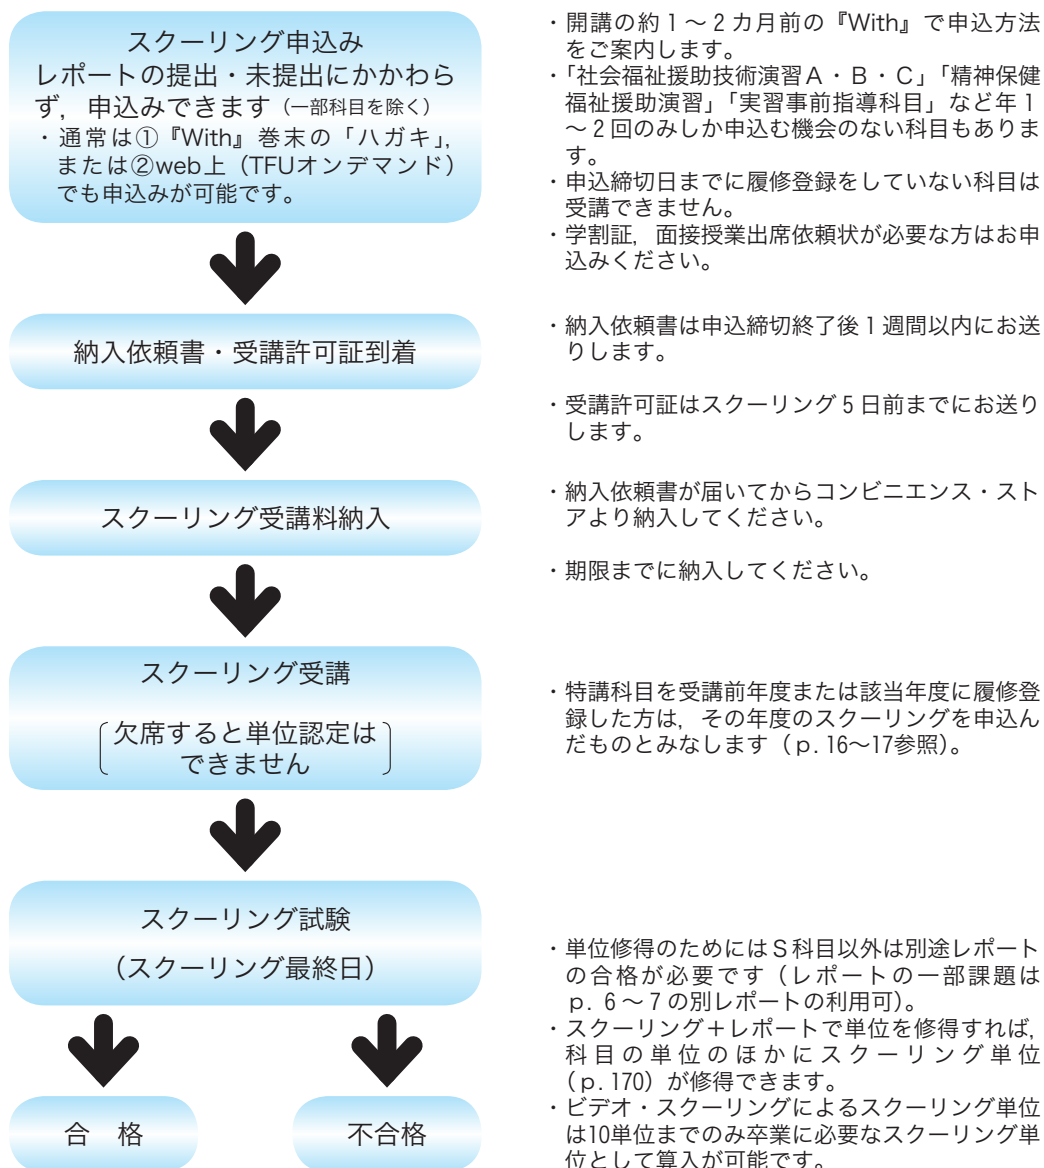 スクーリング申込み
レポートの提出・未提出にかかわら
ず，申込みできます（一部科目を除く）
・通常は①『With』巻末の「ハガキ」，
または②web上（TFUオンデマンド）
でも申込みが可能です。
・開講の約１～２カ月前の『With』で申込方法
をご案内します。
・「社会福祉援助技術演習Ａ・Ｂ・Ｃ」「精神保健
福祉援助演習」「実習事前指導科目」など年１
～２回のみしか申込む機会のない科目もありま
す。
・申込締切日までに履修登録をしていない科目は
受講できません。
・学割証，面接授業出席依頼状が必要な方はお申
込みください。
納入依頼書・受講許可証到着
・納入依頼書は申込締切終了後１週間以内にお送
りします。
・受講許可証はスクーリング５日前までにお送り
します。
スクーリング受講料納入
・納入依頼書が届いてからコンビニエンス・スト
アより納入してください。
・期限までに納入してください。
スクーリング受講
欠席すると単位認定は
できません
・特講科目を受講前年度または該当年度に履修登
録した方は，その年度のスクーリングを申込ん
だものとみなします（p. 16～17参照）。
スクーリング試験
（スクーリング最終日）
・単位修得のためにはＳ科目以外は別途レポート
の合格が必要です（レポートの一部課題は
p. 6～7の別レポートの利用可）。
・スクーリング＋レポートで単位を修得すれば，
科目の単位のほかにスクーリング単位
（p. 170）が修得できます。
・ビデオ・スクーリングによるスクーリング単位
は10単位までのみ卒業に必要なスクーリング単
位として算入が可能です。
合　格
不合格